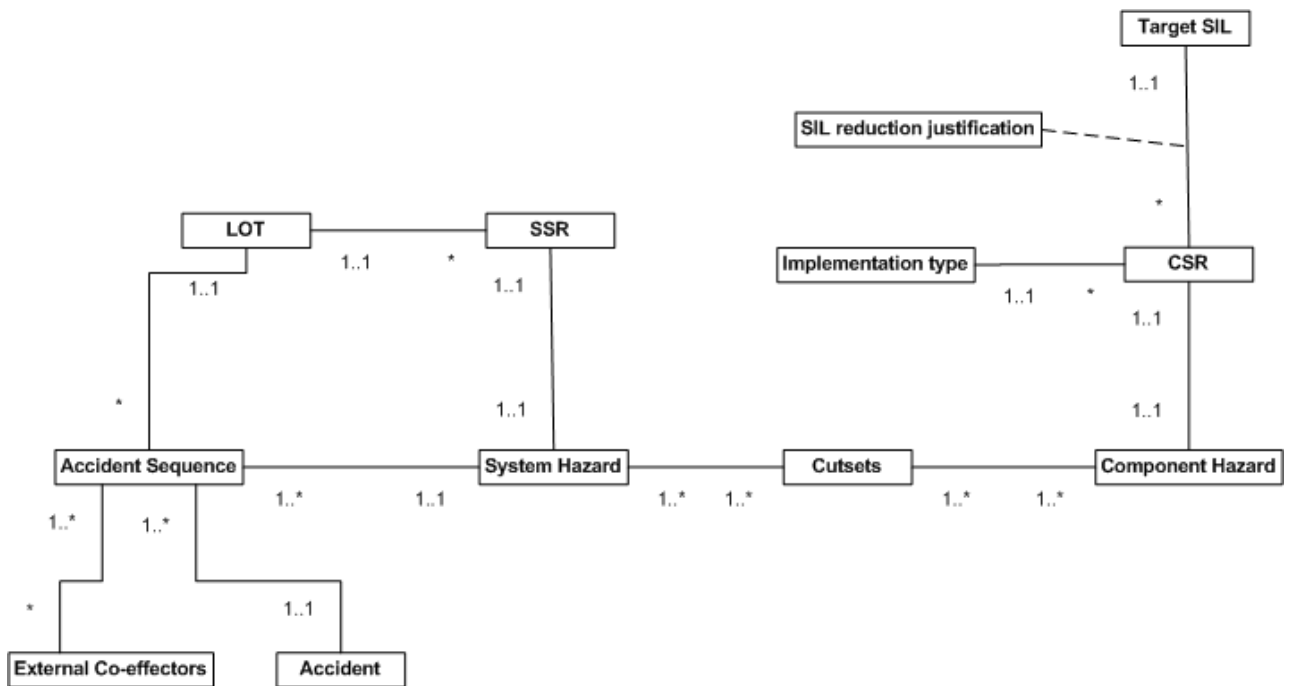 Target SIL
1..1
SIL reduction justification
*
LOT
SSR
1..1
*
Implementation type
CSR
1..1
1..1
1..1
*
1..1
*
1..1
1..1
Accident Sequence
System Hazard
Cutsets
Component Hazard
1..*
1..1
1..*
1..*
1..*
1..*
1..*
1..*
*
1..1
External Co-effectors
Accident